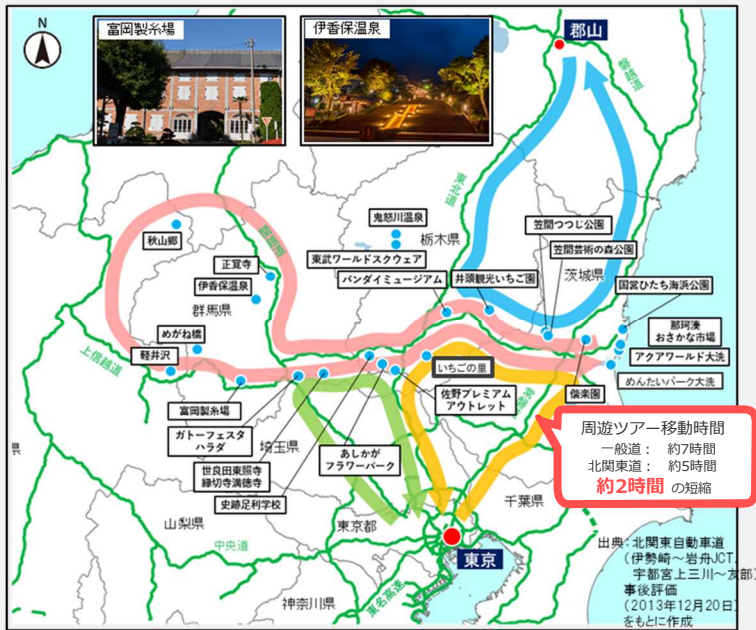 富岡製糸場
伊香保温泉
N
郡山
磐越道
東北道
鬼怒川温泉
栃木県
笠間つつじ公園
秋山郷
笠間芸術の森公園
東武ワールドスクウェア
茨城県
正覚寺
バンダイミュージアム
井頭観光いちご園
国営ひたち海浜公園
伊香保温泉
群馬県
那珂湊
おさかな市場
めがね橋
アクアワールド大洗
上信越道
軽井沢
いちごの里
めんたいパーク大洗
偕楽園
富岡製糸場
佐野プレミアム
アウトレット
ガトーフェスタ
ハラダ
埼玉県
あしかが
フラワーパーク
世良田東照寺
縁切寺満徳寺
史跡足利学校
周遊ツアー移動時間
一般道： 約7時間
北関東道： 約5時間
約2時間 の短縮
千葉県
山梨県
東京都
中央道
東京
東名高速
神奈川県
県
出典：北関東自動車道
（伊勢崎～岩舟JCT、
宇都宮上三川～友部）
事後評価
（2013年12月20日）
をもとに作成